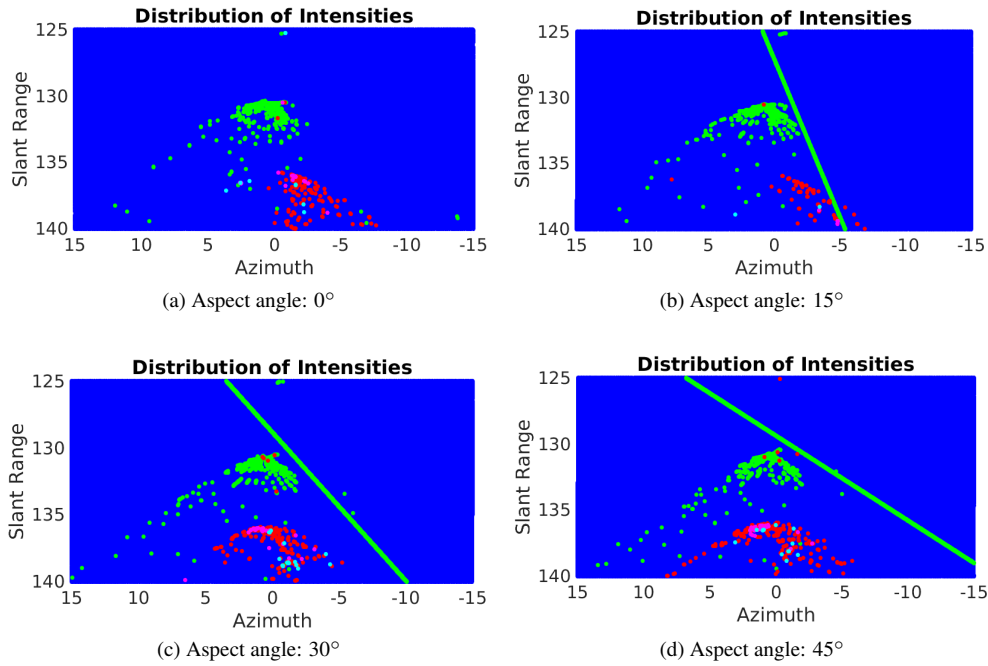 Distribution of Intensities
125
130
135
140
Slant Range
15 10 5 0 -5 -10 -15
Azimuth
(a) Aspect angle: 0°
Distribution of Intensities
125
130
135
140
Slant Range
15 10 5 0 -5 -10 -15
Azimuth
(b) Aspect angle: 15°
Distribution of Intensities
125
130
135
140
Slant Range
15 10 5 0 -5 -10 -15
Azimuth
(c) Aspect angle: 30°
Distribution of Intensities
125
130
135
140
Slant Range
15 10 5 0 -5 -10 -15
Azimuth
(d) Aspect angle: 45°